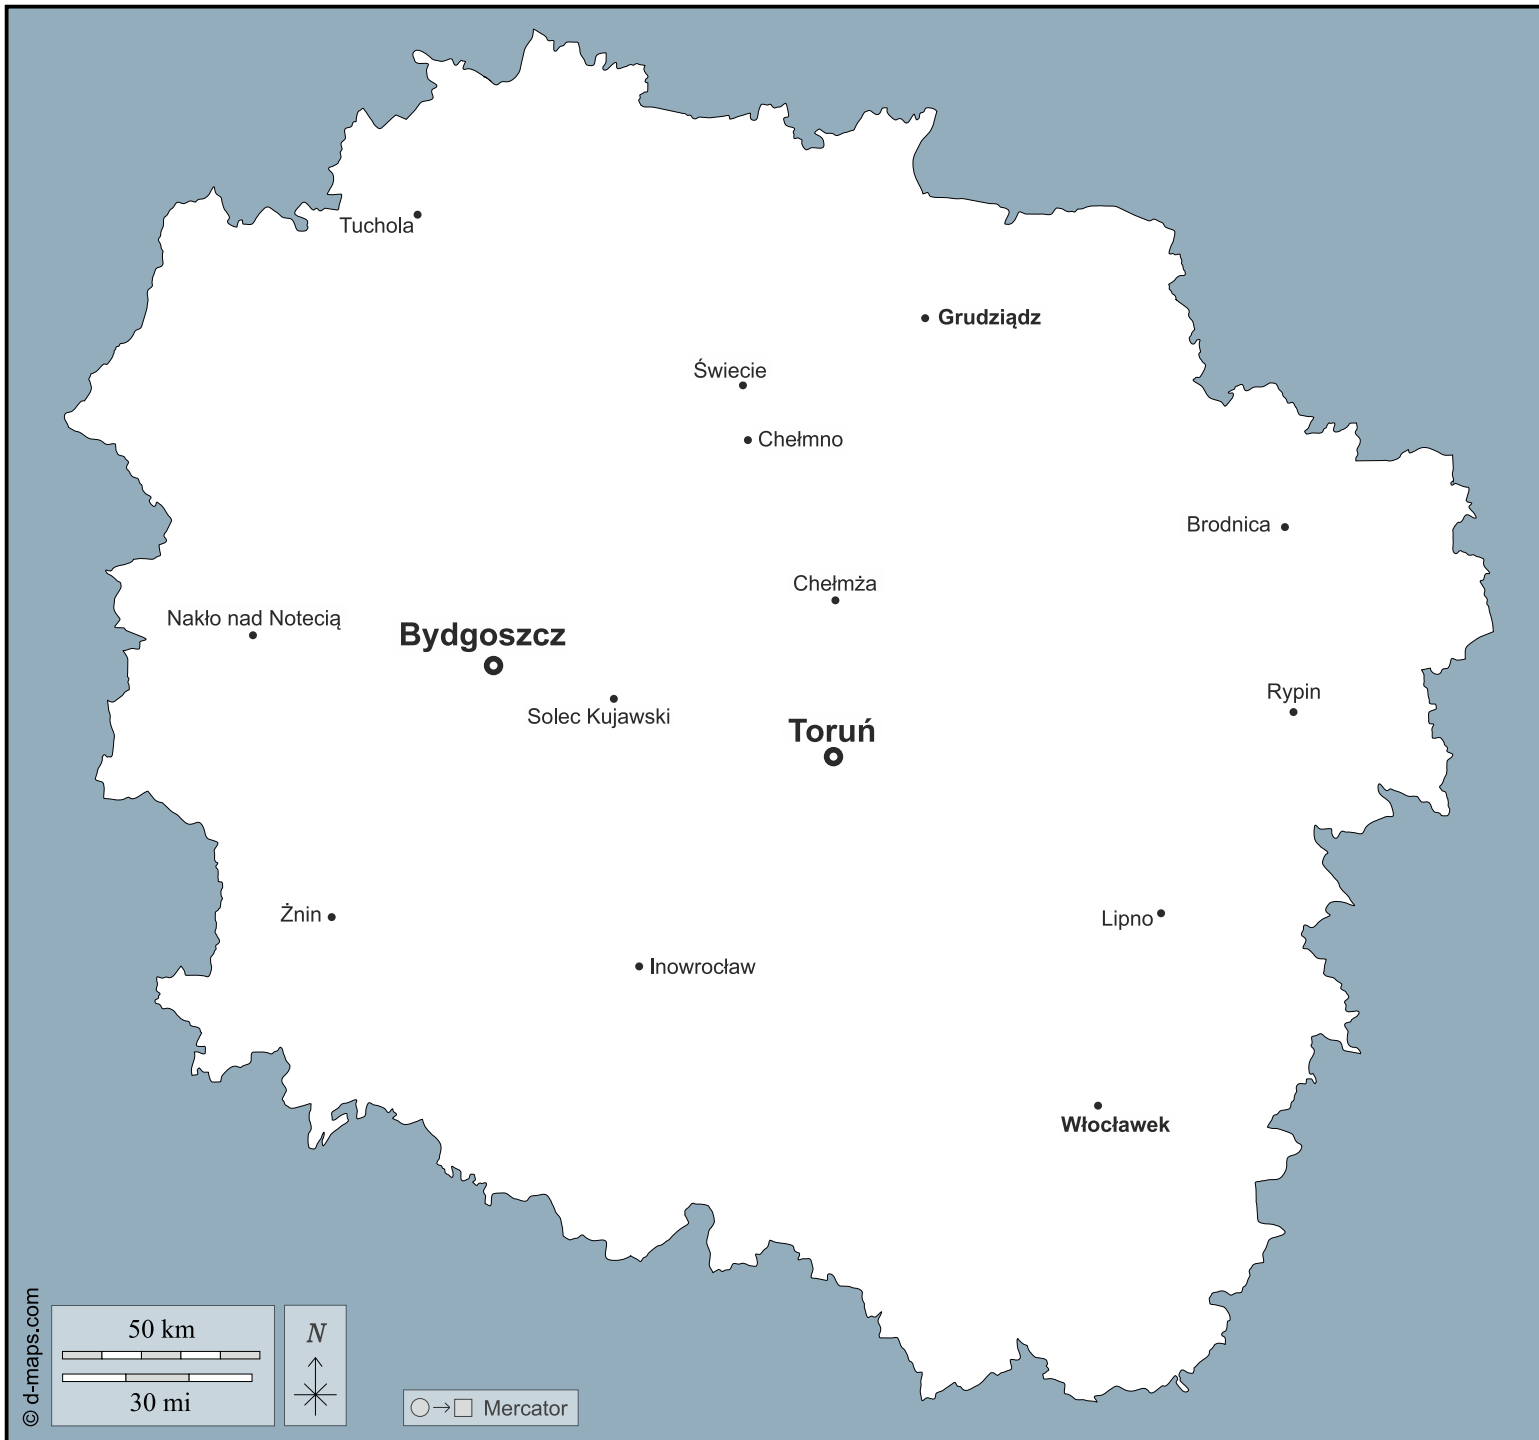 Tuchola
Grudziądz
Świecie
Chełmno
Brodnica
Chełmża
Nakło nad Notecią
Bydgoszcz
Solec Kujawski
Rypin
Toruń
Żnin
Lipno
Inowrocław
Włocławek
© d-maps.com
50 km
30 mi
N
Mercator